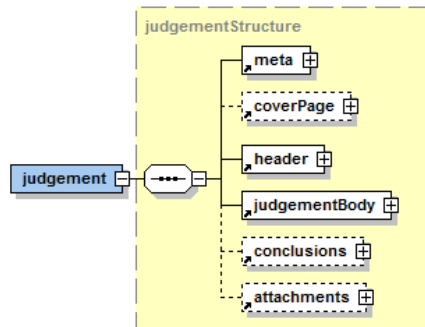 judgementStructure
meta
coverPage
header
judgement
judgementBody
conclusions
attachments